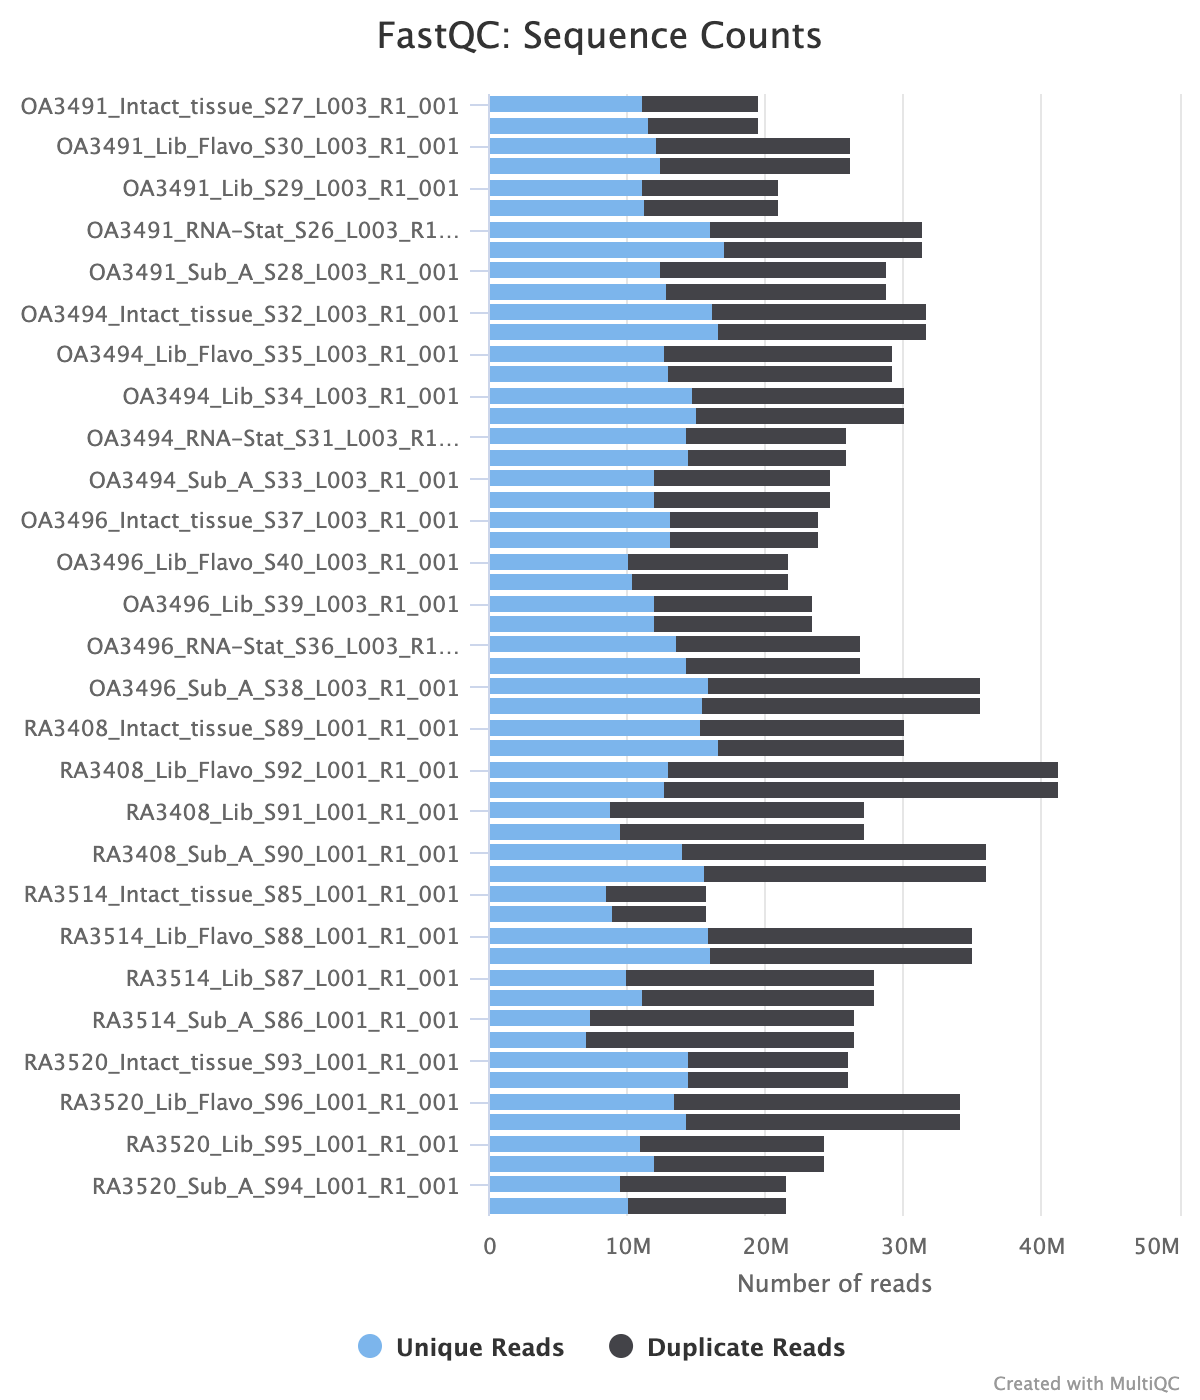 FastQC: Sequence Counts
OA3491_Intact_tissue_S27_L003_R1_001
OA3491_Lib_Flavo_S30_L003_R1_001
OA3491_Lib_S29_L003_R1_001
OA3491_RNA-Stat_S26_L003_R1...
OA3491_Sub_A_S28_L003_R1_001
OA3494_Intact_tissue_S32_L003_R1_001
OA3494_Lib_Flavo_S35_L003_R1_001
OA3494_Lib_S34_L003_R1_001
OA3494_RNA-Stat_S31_L003_R1...
OA3494_Sub_A_S33_L003_R1_001
OA3496_Intact_tissue_S37_L003_R1_001
OA3496_Lib_Flavo_S40_L003_R1_001
OA3496_Lib_S39_L003_R1_001
OA3496_RNA-Stat_S36_L003_R1...
OA3496_Sub_A_S38_L003_R1_001
RA3408_Intact_tissue_S89_L001_R1_001
RA3408_Lib_Flavo_S92_L001_R1_001
RA3408_Lib_S91_L001_R1_001
RA3408_Sub_A_S90_L001_R1_001
RA3514_Intact_tissue_S85_L001_R1_001
RA3514_Lib_Flavo_S88_L001_R1_001
RA3514_Lib_S87_L001_R1_001
RA3514_Sub_A_S86_L001_R1_001
RA3520_Intact_tissue_S93_L001_R1_001
RA3520_Lib_Flavo_S96_L001_R1_001
RA3520_Lib_S95_L001_R1_001
RA3520_Sub_A_S94_L001_R1_001
0 10M 20M 30M 40M 50M
Number of reads
Unique Reads Duplicate Reads
Created with MultiQC